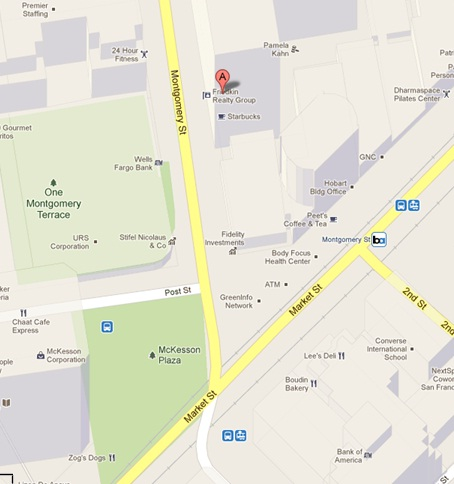 Premier
Staffing
24 Hour
Fitness
Pamela
Kahn
A
Realty Group
Starbucks
Dharmaspace
Pilates Center
Montgomery St
Gourmet
Wells
Fargo Bank
GNC
One
Montgomery
Terrace
Hobart
Bldg Office
Peet's
Coffee & Tea
URS
Corporation
Stifel Nicolaus
& Co
Fidelity
Investments
Montgomery St
ba
Body Focus
Health Center
Post St
ATM
GreenInfo
Network
Market St
2nd St
Chaat Cafe
Express
McKesson
Corporation
McKesson
Plaza
Converse
International
School
Lee's Deli
Boudin
Bakery
Market St
Zog's Dogs
Bank of
America
St